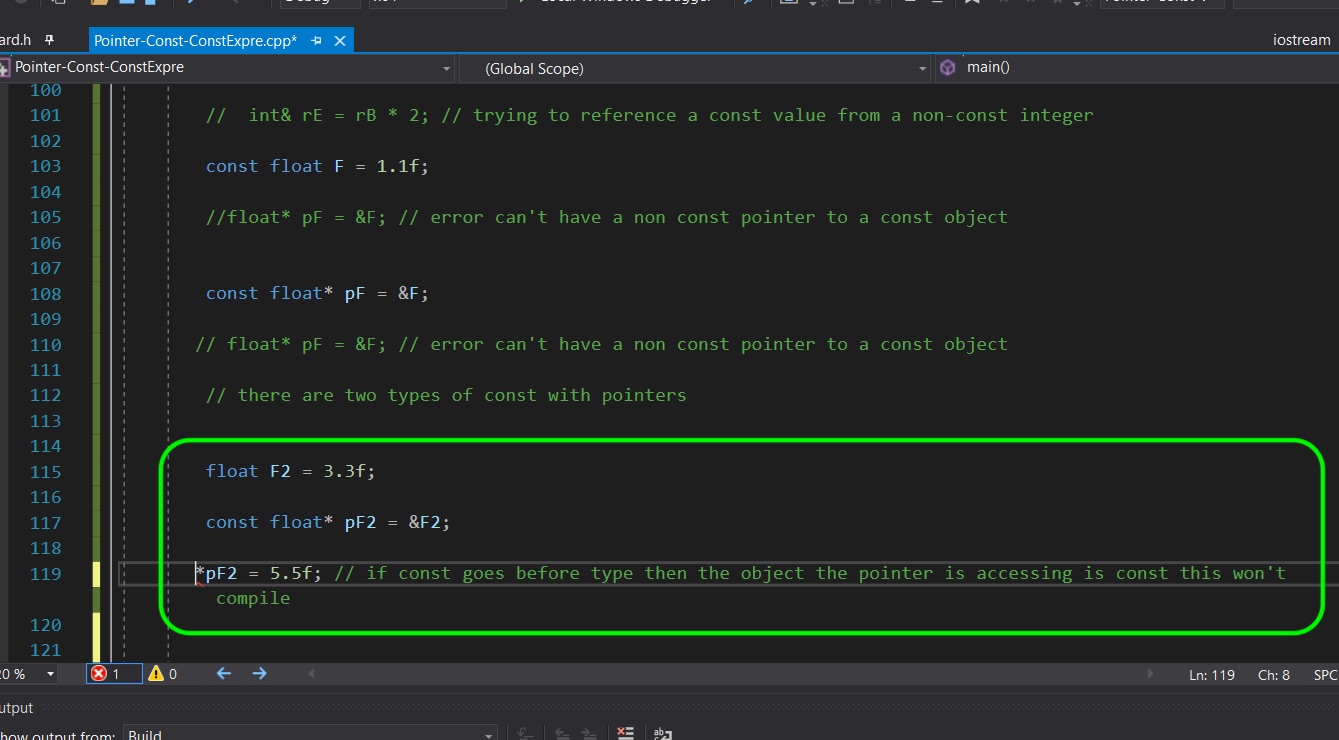 ard.h
Pointer-Const-ConstExpre.cpp*
iostream
Pointer-Const-ConstExpre
(Global Scope)
main()
100
101 // int& rE = rB * 2; // trying to reference a const value from a non-const integer
102
103 const float F = 1.1f;
104
105 //float* pF = &F; // error can't have a non const pointer to a const object
106
107
108 const float* pF = &F;
109
110 // float* pF = &F; // error can't have a non const pointer to a const object
111
112 // there are two types of const with pointers
113
114
115 float F2 = 3.3f;
116
117 const float* pF2 = &F2;
118
119 *pF2 = 5.5f; // if const goes before type then the object the pointer is accessing is const this won't
compile
120
121
0 % 1 0 Ln: 119 Ch: 8 SPC
utput
how output from: Build